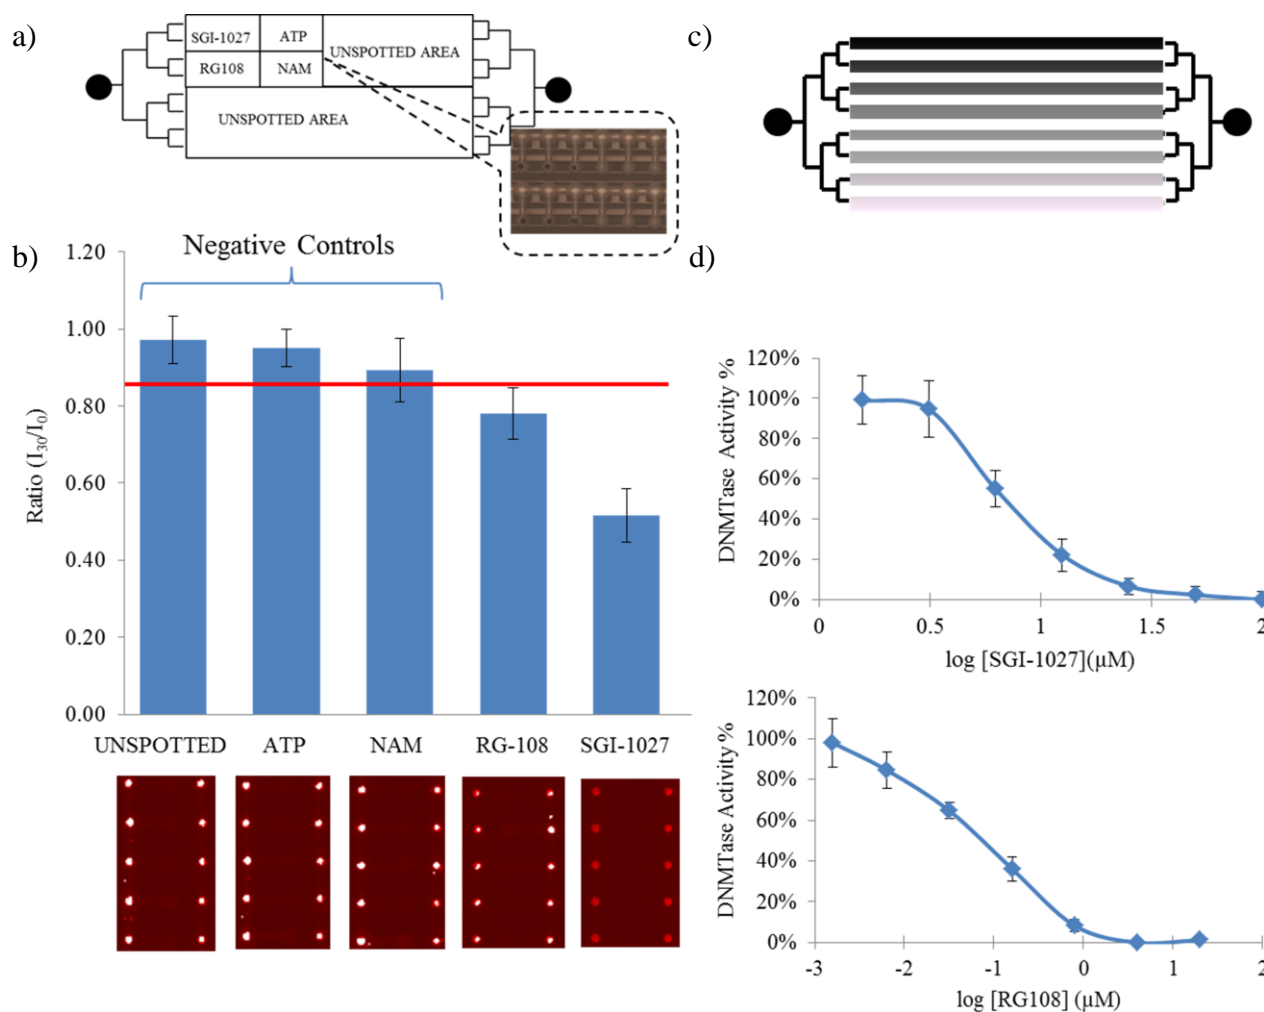 a)
SGI-1027
ATP
UNSPOTTED AREA
RG108
NAM
UNSPOTTED AREA
b)
Negative Controls
Ratio (I30/I0)
1.20
1.00
0.80
0.60
0.40
0.20
0.00
UNSPOTTED
ATP
NAM
RG-108
SGI-1027
c)
d)
DNMTase Activity %
120%
100%
80%
60%
40%
20%
0%
0
0.5
1
1.5
2
log [SGI-1027](µM)
DNMTase Activity %
120%
100%
80%
60%
40%
20%
0%
-3
-2
-1
0
1
2
log [RG108] (µM)